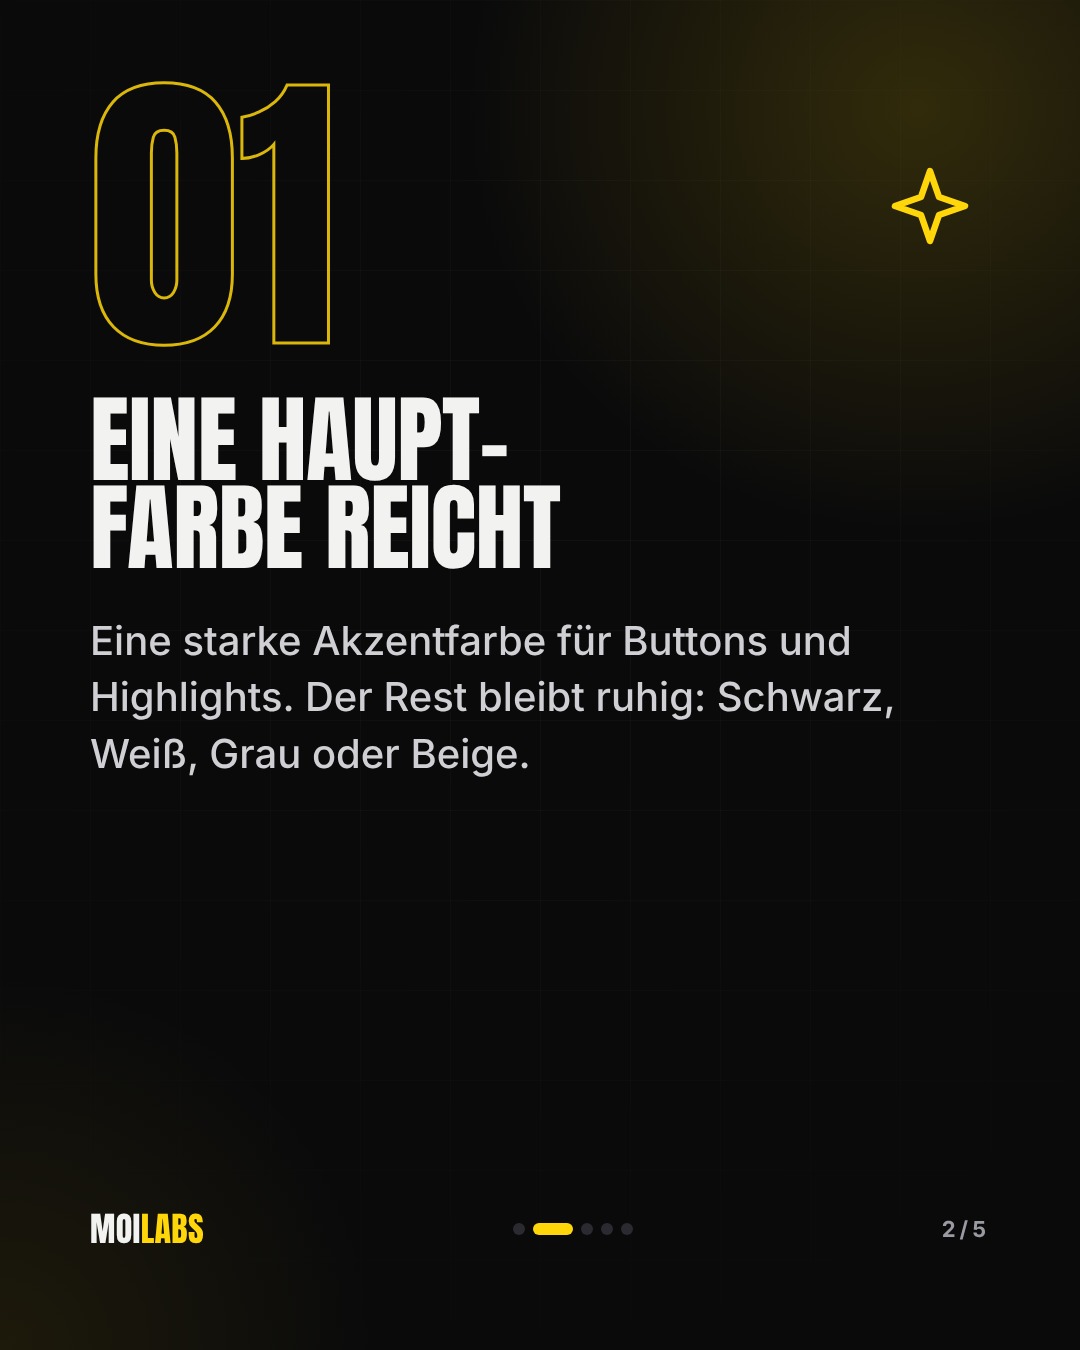 01
EINE HAUPT-
FARBE REICHT
Eine starke Akzentfarbe für Buttons und
Highlights. Der Rest bleibt ruhig: Schwarz,
Weiß, Grau oder Beige.
MOILABS
2/5